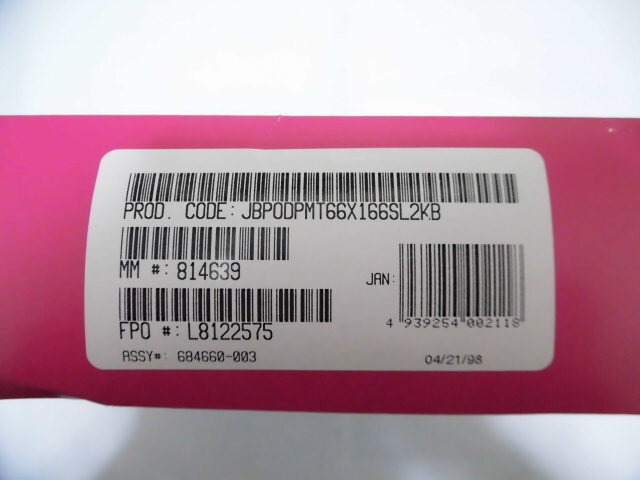 PROD. CODE: JBPODPMT66X166SL2KB
MM #: 814639
JAN:
4 939254 002118
FPO #: L8122575
ASSY#: 684660-003
04/21/98